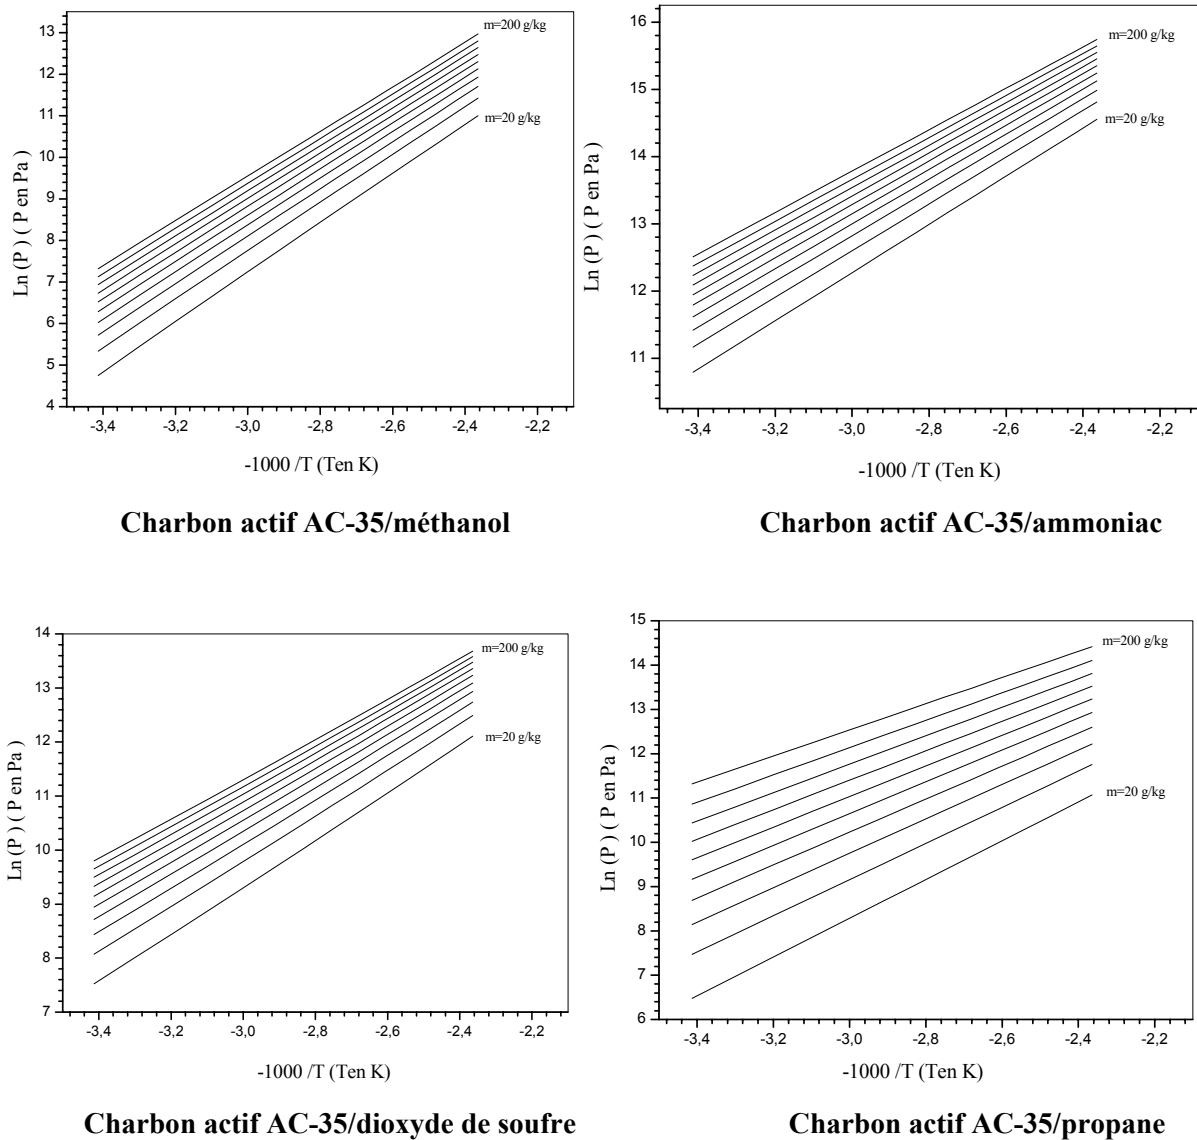 13
12
11
10
9
8
7
6
5
4
m=200 g/kg
m=20 g/kg
Ln (P ) ( P en Pa )
-3,4 -3,2 -3,0 -2,8 -2,6 -2,4 -2,2
-1000 /T (Ten K)
Charbon actif AC-35/méthanol
16
15
14
13
12
11
m=200 g/kg
m=20 g/kg
Ln (P ) ( P en Pa )
-3,4 -3,2 -3,0 -2,8 -2,6 -2,4 -2,2
-1000 /T (Ten K)
Charbon actif AC-35/ammoniac
14
13
12
11
10
9
8
7
m=200 g/kg
m=20 g/kg
Ln (P ) ( P en Pa )
-3,4 -3,2 -3,0 -2,8 -2,6 -2,4 -2,2
-1000 /T (Ten K)
Charbon actif AC-35/dioxyde de soufre
15
14
13
12
11
10
9
8
7
6
m=200 g/kg
m=20 g/kg
Ln (P ) ( P en Pa )
-3,4 -3,2 -3,0 -2,8 -2,6 -2,4 -2,2
-1000 /T (Ten K)
Charbon actif AC-35/propane